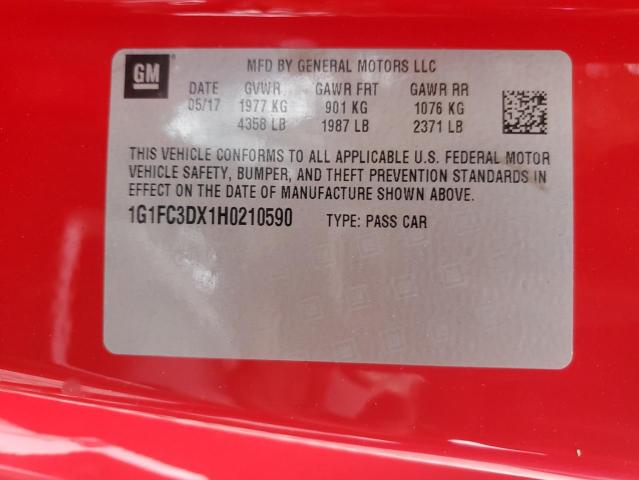 GM
MFD BY GENERAL MOTORS LLC
DATE GVWR GAWR FRT GAWR RR
05/17 1977 KG 901 KG 1076 KG
4358 LB 1987 LB 2371 LB
THIS VEHICLE CONFORMS TO ALL APPLICABLE U.S. FEDERAL MOTOR
VEHICLE SAFETY, BUMPER, AND THEFT PREVENTION STANDARDS IN
EFFECT ON THE DATE OF MANUFACTURE SHOWN ABOVE.
1G1FC3DX1H0210590 TYPE: PASS CAR